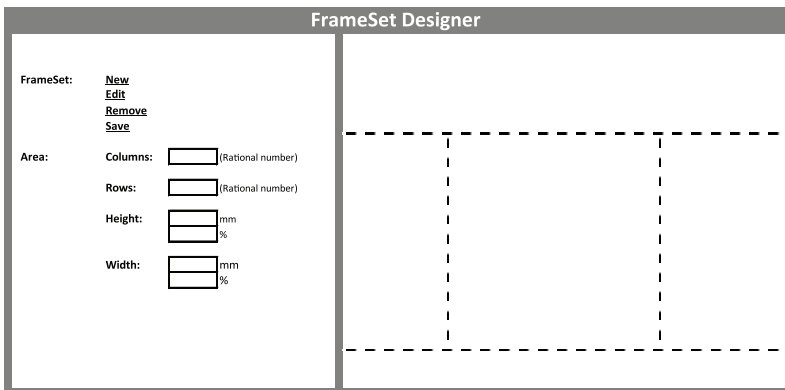 FrameSet Designer
FrameSet: New
Edit
Remove
Save
Area: Columns: (Rational number)
Rows: (Rational number)
Height: mm
%
Width: mm
%